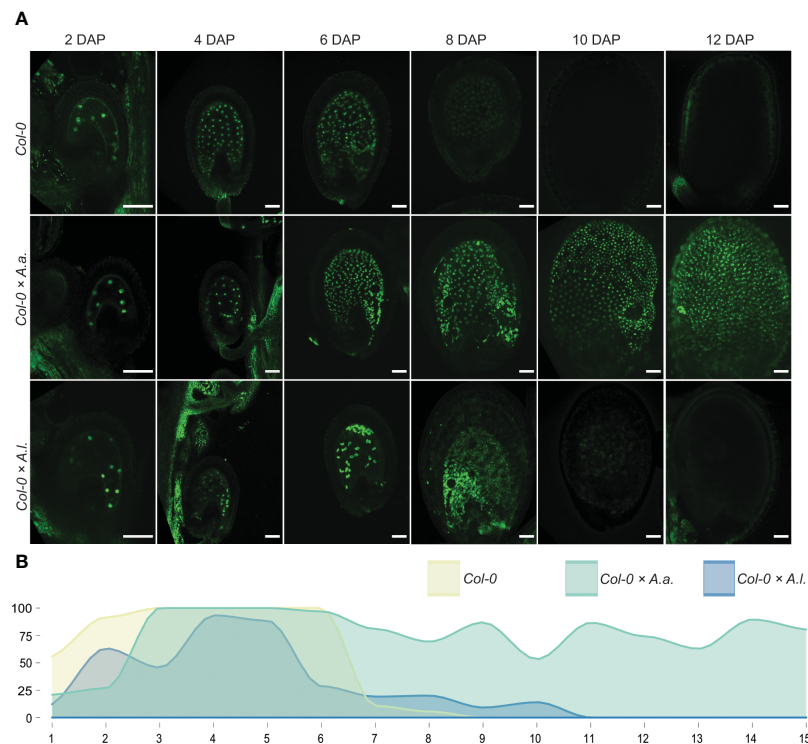 A
2 DAP 4 DAP 6 DAP 8 DAP 10 DAP 12 DAP
Col-0
Col-0 × A.a.
Col-0 × A.l.
B
Col-0 Col-0 × A.a. Col-0 × A.l.
100
75
50
25
0
1 2 3 4 5 6 7 8 9 10 11 12 13 14 15